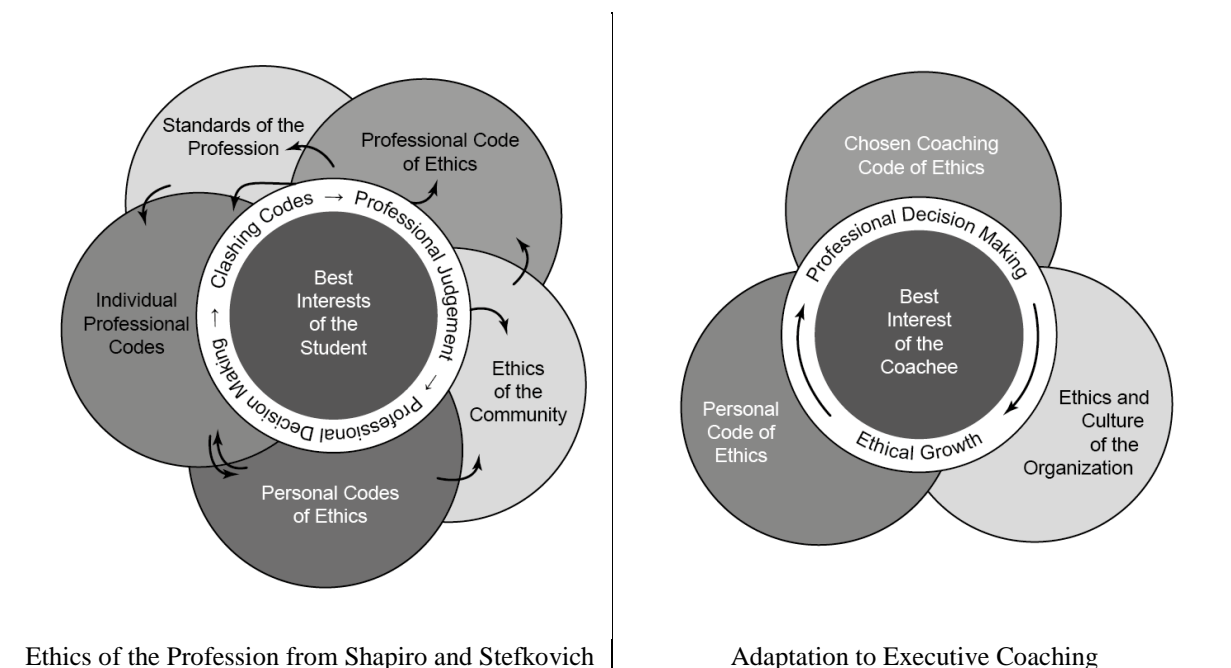 Standards of the
Profession
Professional Code
of Ethics
Clashing Codes → Professional Judgement → Professional Decision Making →
Best
Interests
of the
Student
Individual
Professional
Codes
Ethics
of the
Community
Personal Codes
of Ethics
Ethics of the Profession from Shapiro and Stefkovich
Chosen Coaching
Code of Ethics
Professional Decision Making
Best
Interest
of the
Coachee
Personal
Code of
Ethics
Ethics and
Culture
of the
Organization
Ethical Growth
Adaptation to Executive Coaching